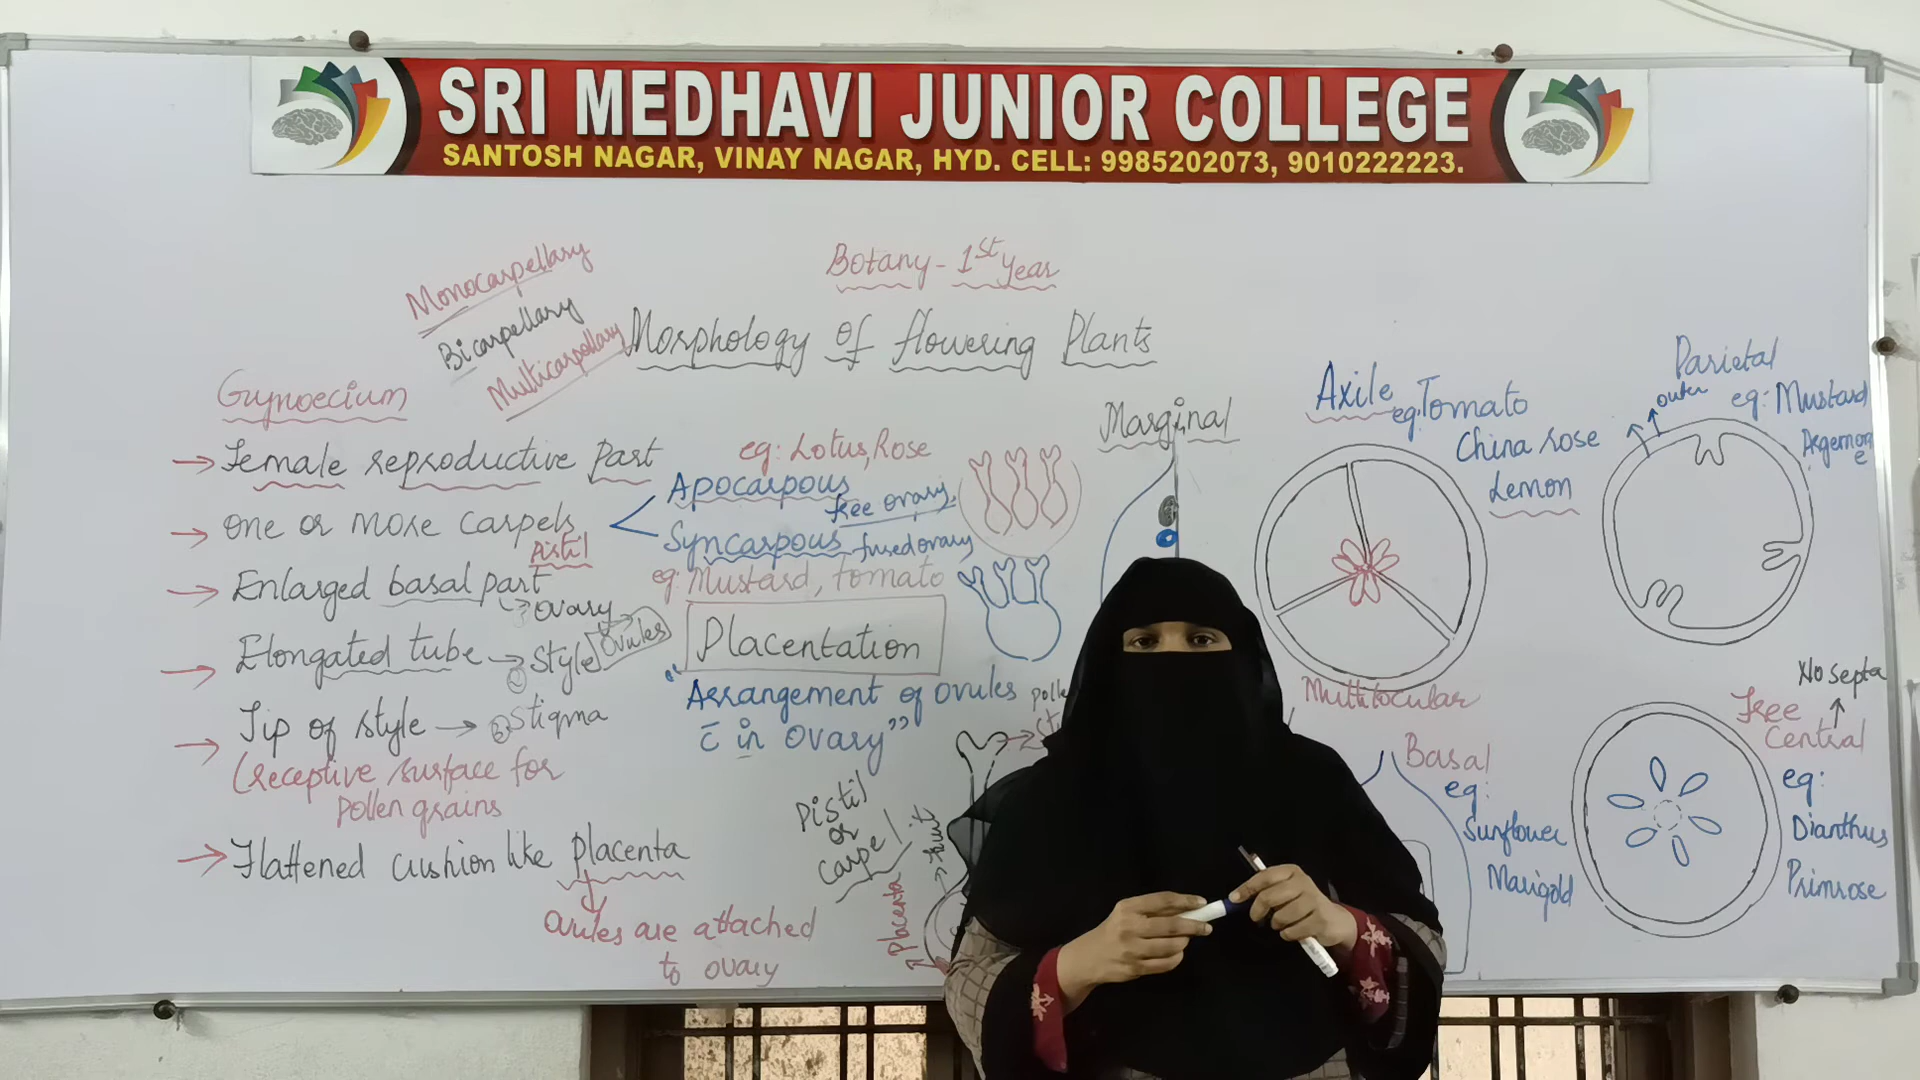 SRI MEDHAVI JUNIOR COLLEGE
SANTOSH NAGAR, VINAY NAGAR, HYD. CELL: 9985202073, 9010222223.
Botany - 1st Year
Morphology of flowering Plants
Monocarpellary
Bicarpellary
Multicarpellary
Gynoecium
→ Female reproductive part
→ One or more carpels
Pistil
→ Enlarged basal part
→ Ovary
Ovules
→ Elongated tube → Style
→ Tip of style → Stigma
(receptive surface for
pollen grains
→ Flattened cushion like placenta
Ovules are attached
to ovary
eg: Lotus, Rose
Apocarpous
free ovary
Syncarpous fused ovary
eg: Mustard, tomato
Placentation
"Arrangement of ovules
c̄ in Ovary"
Pistil
or
Carpel
fruit
Placenta
Marginal
Axile
eg: Tomato
China rose
Lemon
Multilocular
Parietal
outer
eg: Mustard
Argemone
Basal
eg:
Sunflower
Marigold
No septa
Free
Central
eg:
Dianthus
Primrose